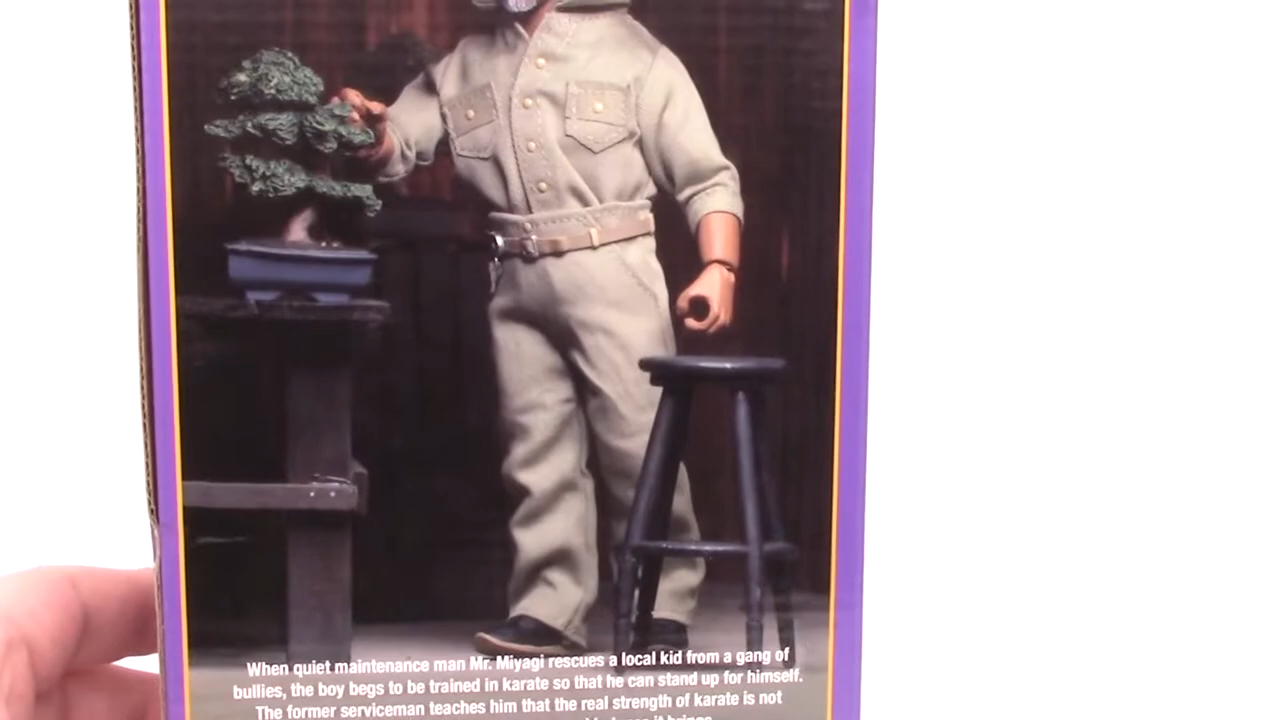 When quiet maintenance man Mr. Miyagi rescues a local kid from a gang of
bullies, the boy begs to be trained in karate so that he can stand up for himself.
The former serviceman teaches him that the real strength of karate is not
it brings